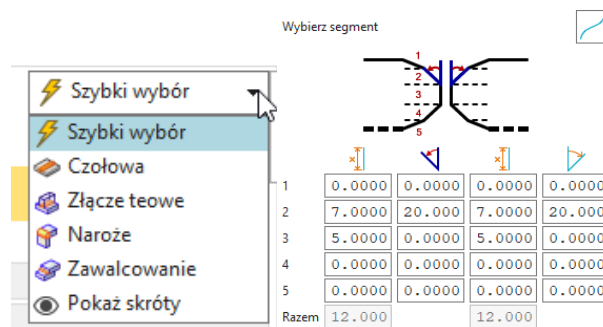 Szybki wybór
Szybki wybór
Czołowa
Złącze teowe
Naroże
Zawalcowanie
Pokaż skróty
Wybierz segment
1
2
3
4
5
x x
1 0.0000 0.0000 0.0000 0.0000
2 7.0000 20.000 7.0000 20.000
3 5.0000 0.0000 5.0000 0.0000
4 0.0000 0.0000 0.0000 0.0000
5 0.0000 0.0000 0.0000 0.0000
Razem 12.000 12.000